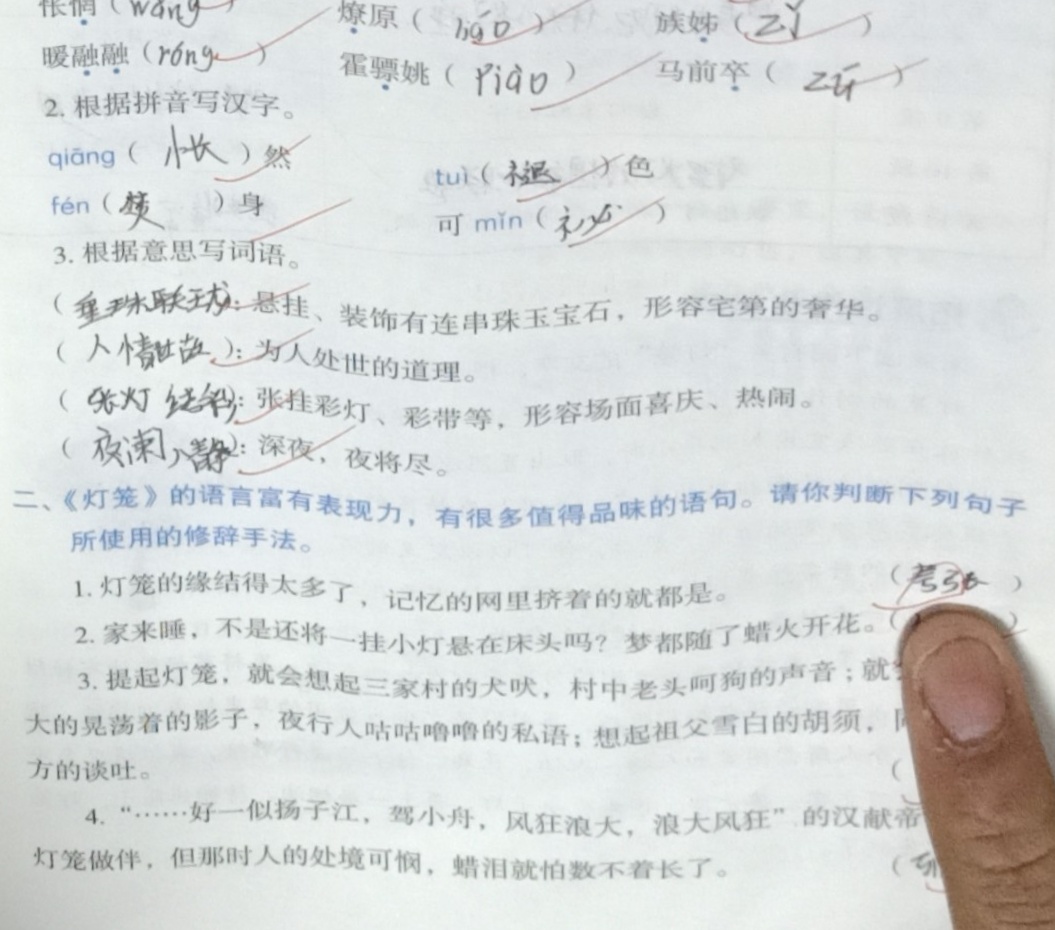 怅惘（wǎng） 燎原（liáo） 族姊（zǐ）
暖融融（róng） 霍骠姚（piào） 马前卒（zú）
2. 根据拼音写汉字。
qiāng（怅）然 tuì（褪）色
fén（焚）身 可 mǐn（）
3. 根据意思写词语。
（垂珠联珑）：悬挂、装饰有连串珠玉宝石，形容宅第的奢华。
（人情世故）：为人处世的道理。
（张灯结彩）：张挂彩灯、彩带等，形容场面喜庆、热闹。
（夜阑人静）：深夜，夜将尽。
二、《灯笼》的语言富有表现力，有很多值得品味的语句。请你判断下列句子
所使用的修辞手法。
1. 灯笼的缘结得太多了，记忆的网里挤着的就都是。（）
2. 家来睡，不是还将一挂小灯悬在床头吗？梦都随了蜡火开花。（）
3. 提起灯笼，就会想起三家村的犬吠，村中老头呵狗的声音；就
大的晃荡着的影子，夜行人咕咕噜噜的私语；想起祖父雪白的胡须，
方的谈吐。（
4. “……好一似扬子江，驾小舟，风狂浪大，浪大风狂”的汉献帝
灯笼做伴，但那时人的处境可悯，蜡泪就怕数不着长了。（